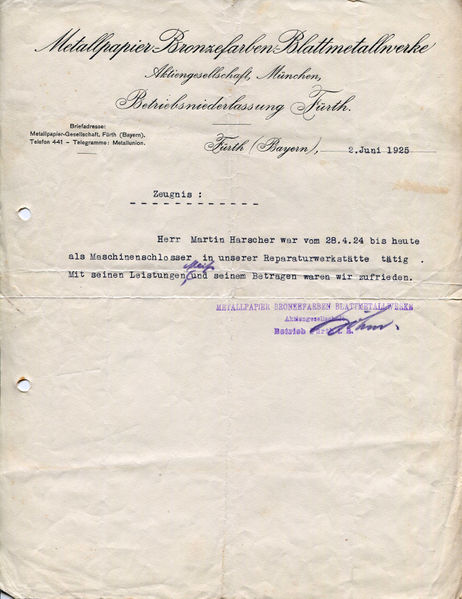 Metallpapier-Bronzefarben-Blattmetallwerke
Aktiengesellschaft, München,
Betriebsniederlassung Fürth.
Briefadresse:
Metallpapier-Gesellschaft, Fürth (Bayern).
Telefon 441 – Telegramme: Metallunion.
Fürth (Bayern), 2.Juni 1925
Zeugnis :
Herr Martin Harscher war vom 28.4.24 bis heute
als Maschinenschlosser in unserer Reparaturwerkstätte tätig .
Mit seinen Leistungen und seinem Betragen waren wir zufrieden.
METALLPAPIER BRONZEFARBEN BLATTMETALLWERKE
Aktiengesellschaft
Betrieb